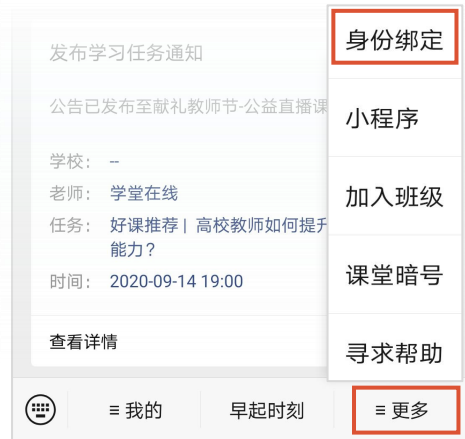 发布学习任务通知
公告已发布至献礼教师节-公益直播课
学校： --
老师： 学堂在线
任务： 好课推荐 | 高校教师如何提升
能力？
时间： 2020-09-14 19:00
查看详情
身份绑定
小程序
加入班级
课堂暗号
寻求帮助
≡ 我的
早起时刻
≡ 更多